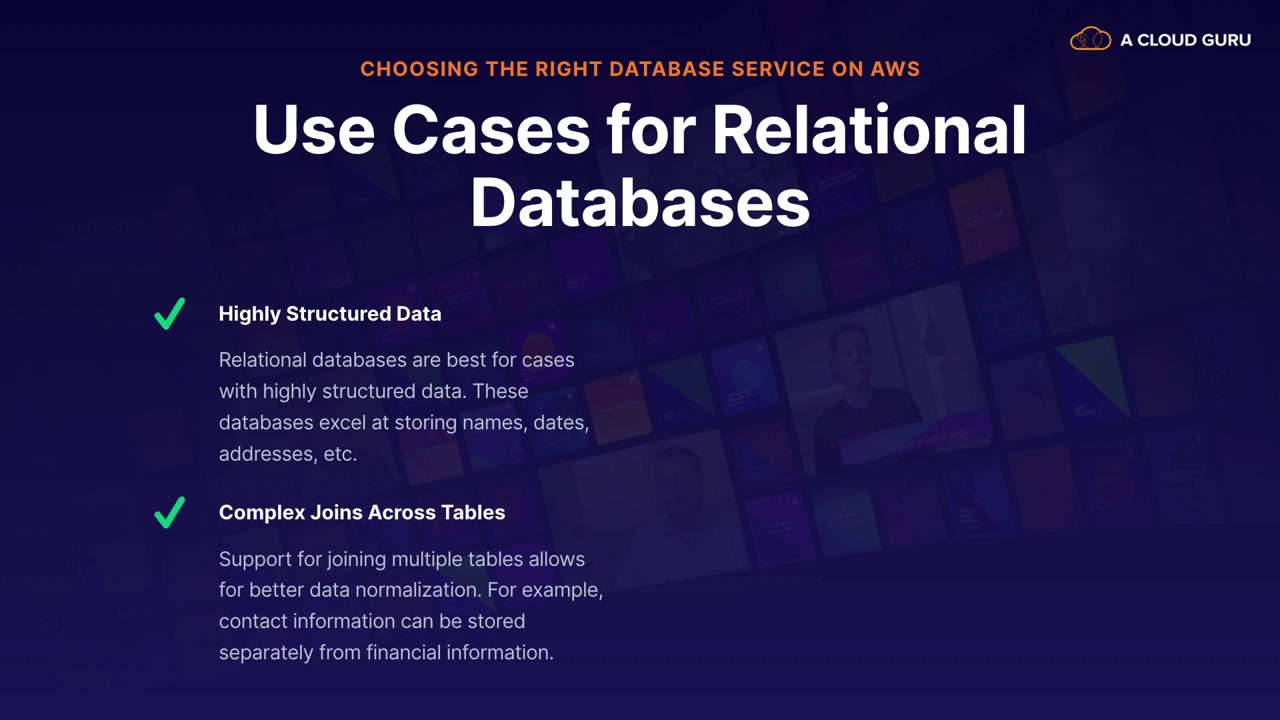 A CLOUD GURU
CHOOSING THE RIGHT DATABASE SERVICE ON AWS
Use Cases for Relational
Databases
Highly Structured Data
Relational databases are best for cases
with highly structured data. These
databases excel at storing names, dates,
addresses, etc.
Complex Joins Across Tables
Support for joining multiple tables allows
for better data normalization. For example,
contact information can be stored
separately from financial information.